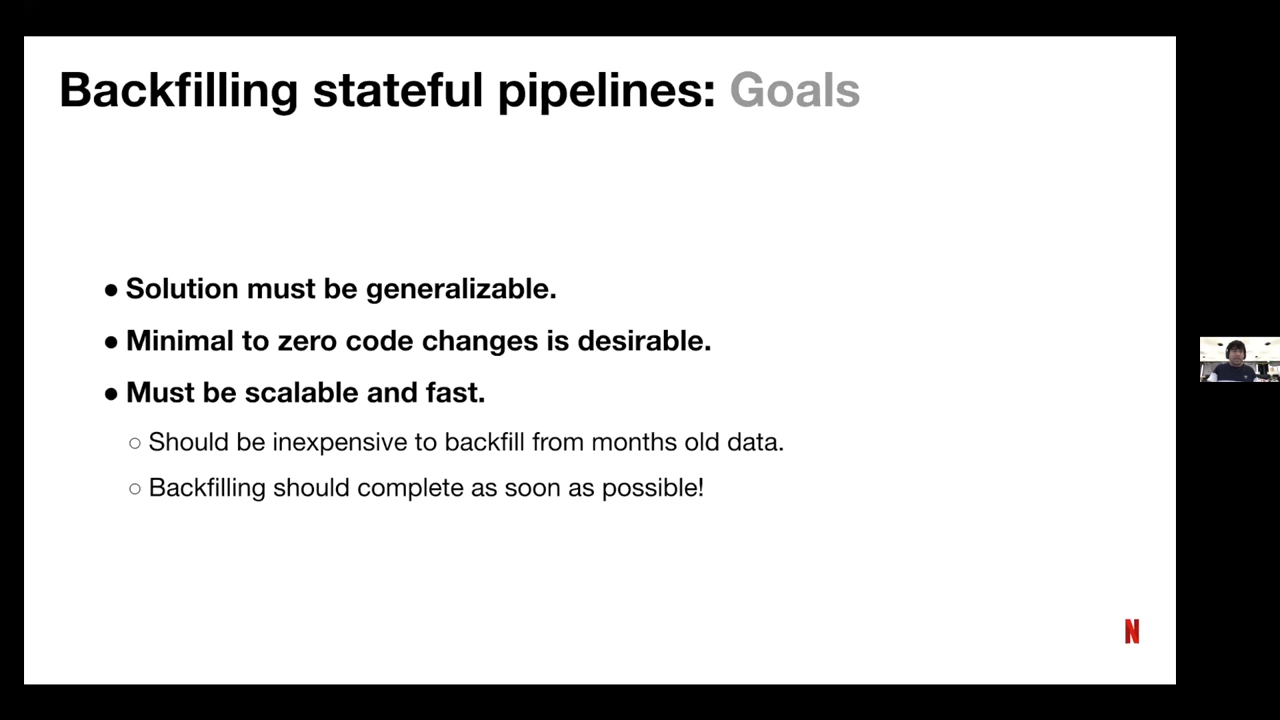 Backfilling stateful pipelines: Goals
● Solution must be generalizable.
● Minimal to zero code changes is desirable.
● Must be scalable and fast.
○ Should be inexpensive to backfill from months old data.
○ Backfilling should complete as soon as possible!
N